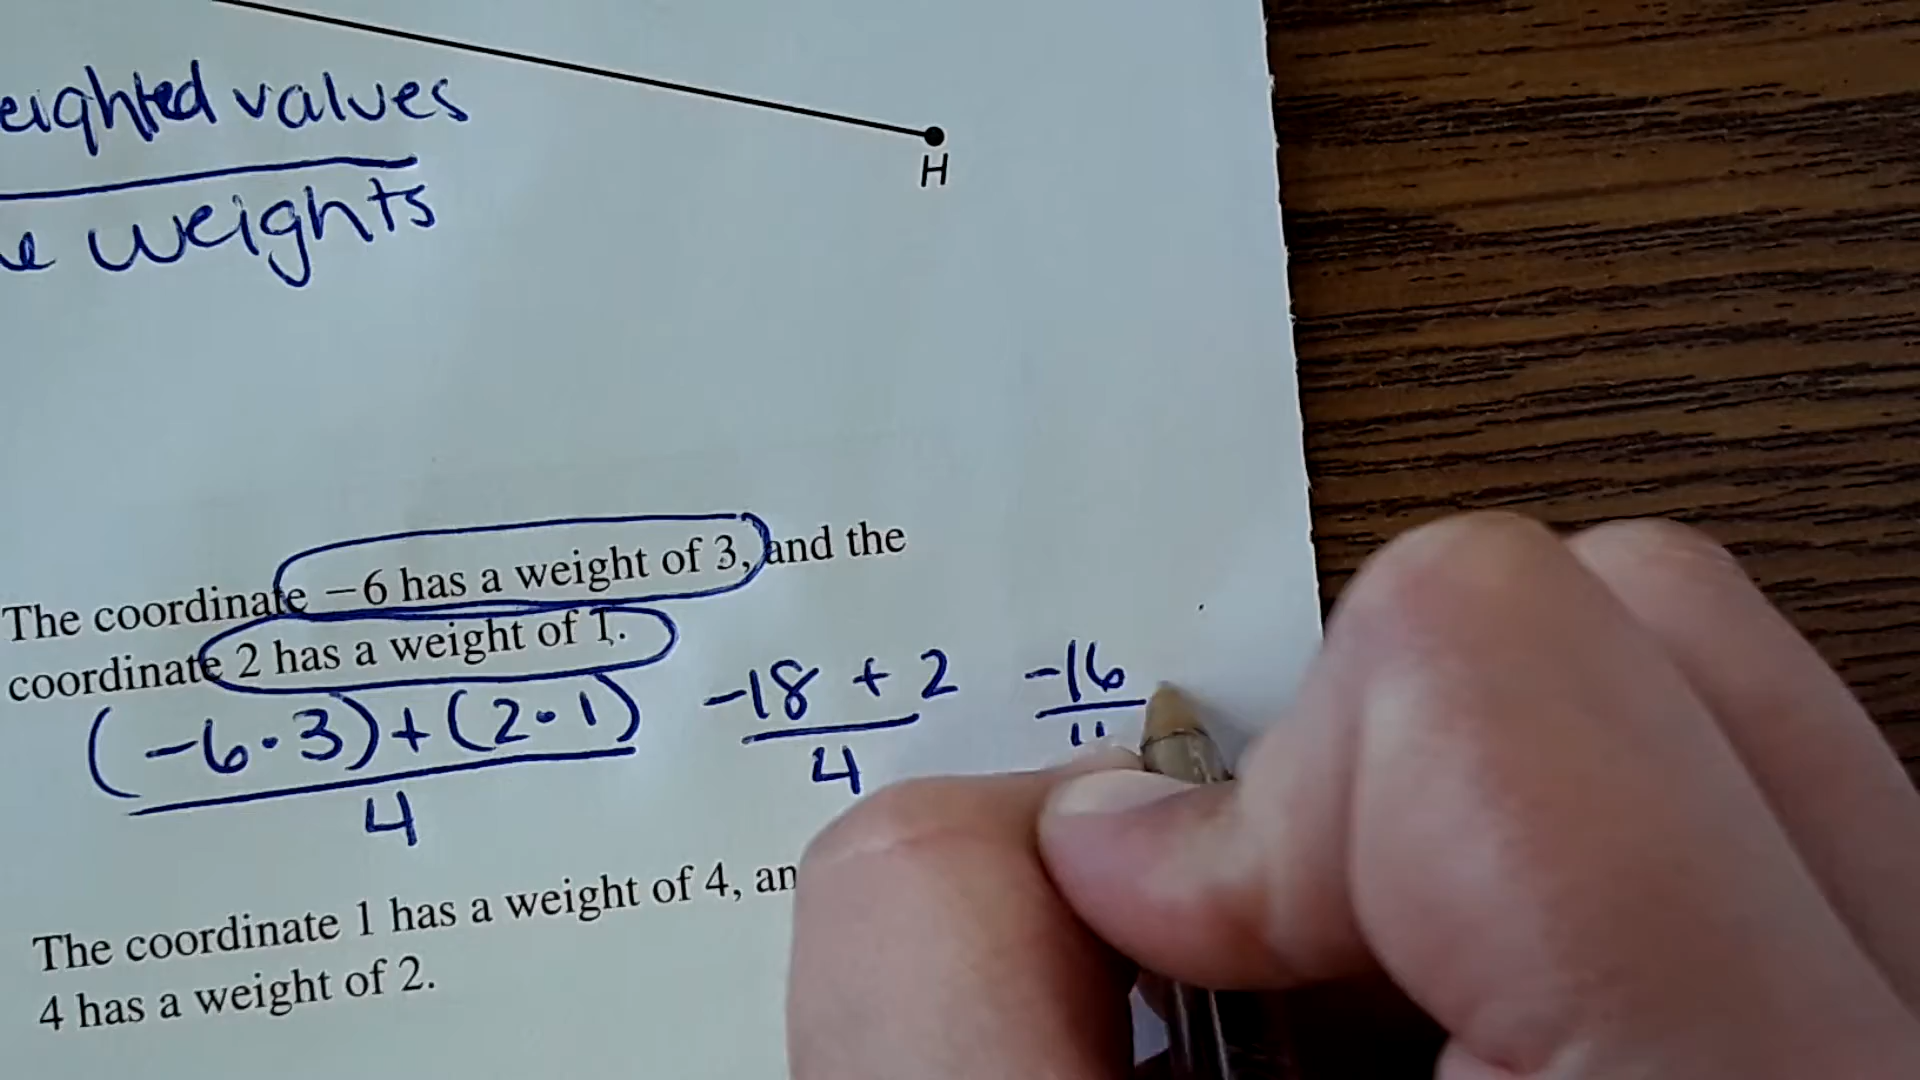 weighted values
H
weights
The coordinate −6 has a weight of 3, and the
coordinate 2 has a weight of 1.
(-6·3)+(2·1) -18 + 2 -16
4 4
The coordinate 1 has a weight of 4,
4 has a weight of 2.